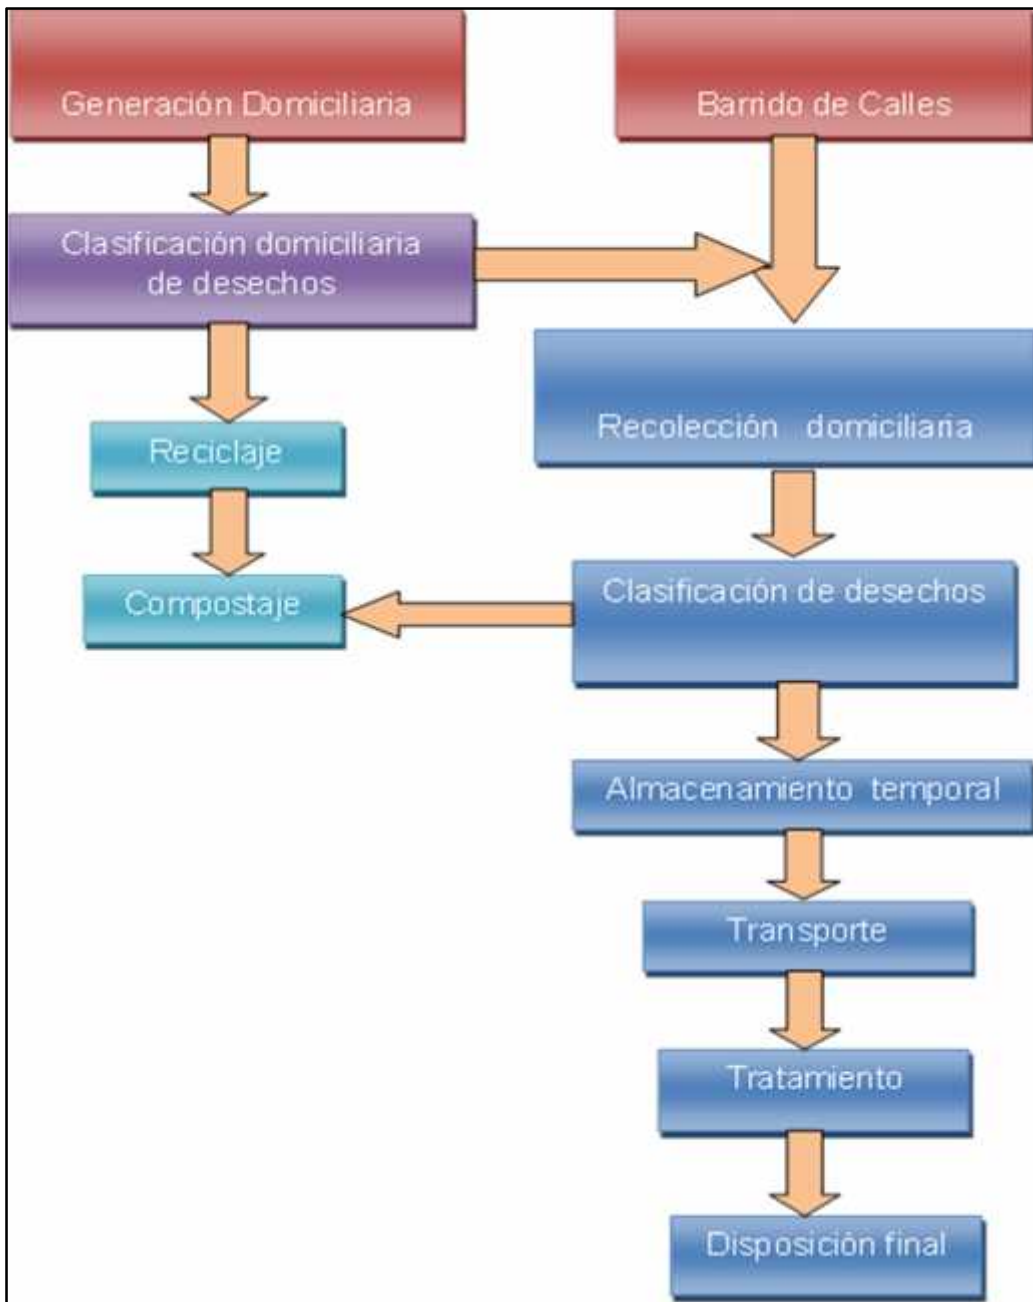 Generación Domiciliaria
Barrido de Calles
Clasificación domiciliaria
de desechos
Recolección domiciliaria
Reciclaje
Compostaje
Clasificación de desechos
Almacenamiento temporal
Transporte
Tratamiento
Disposición final